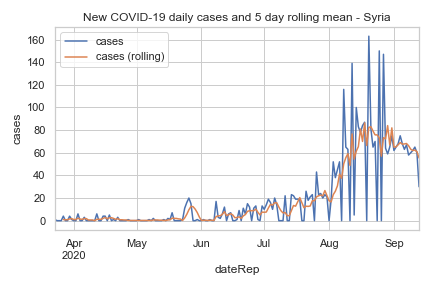 New COVID-19 daily cases and 5 day rolling mean - Syria
cases
cases (rolling)
160
140
120
100
80
60
40
20
0
cases
Apr
2020
May
Jun
Jul
Aug
Sep
dateRep